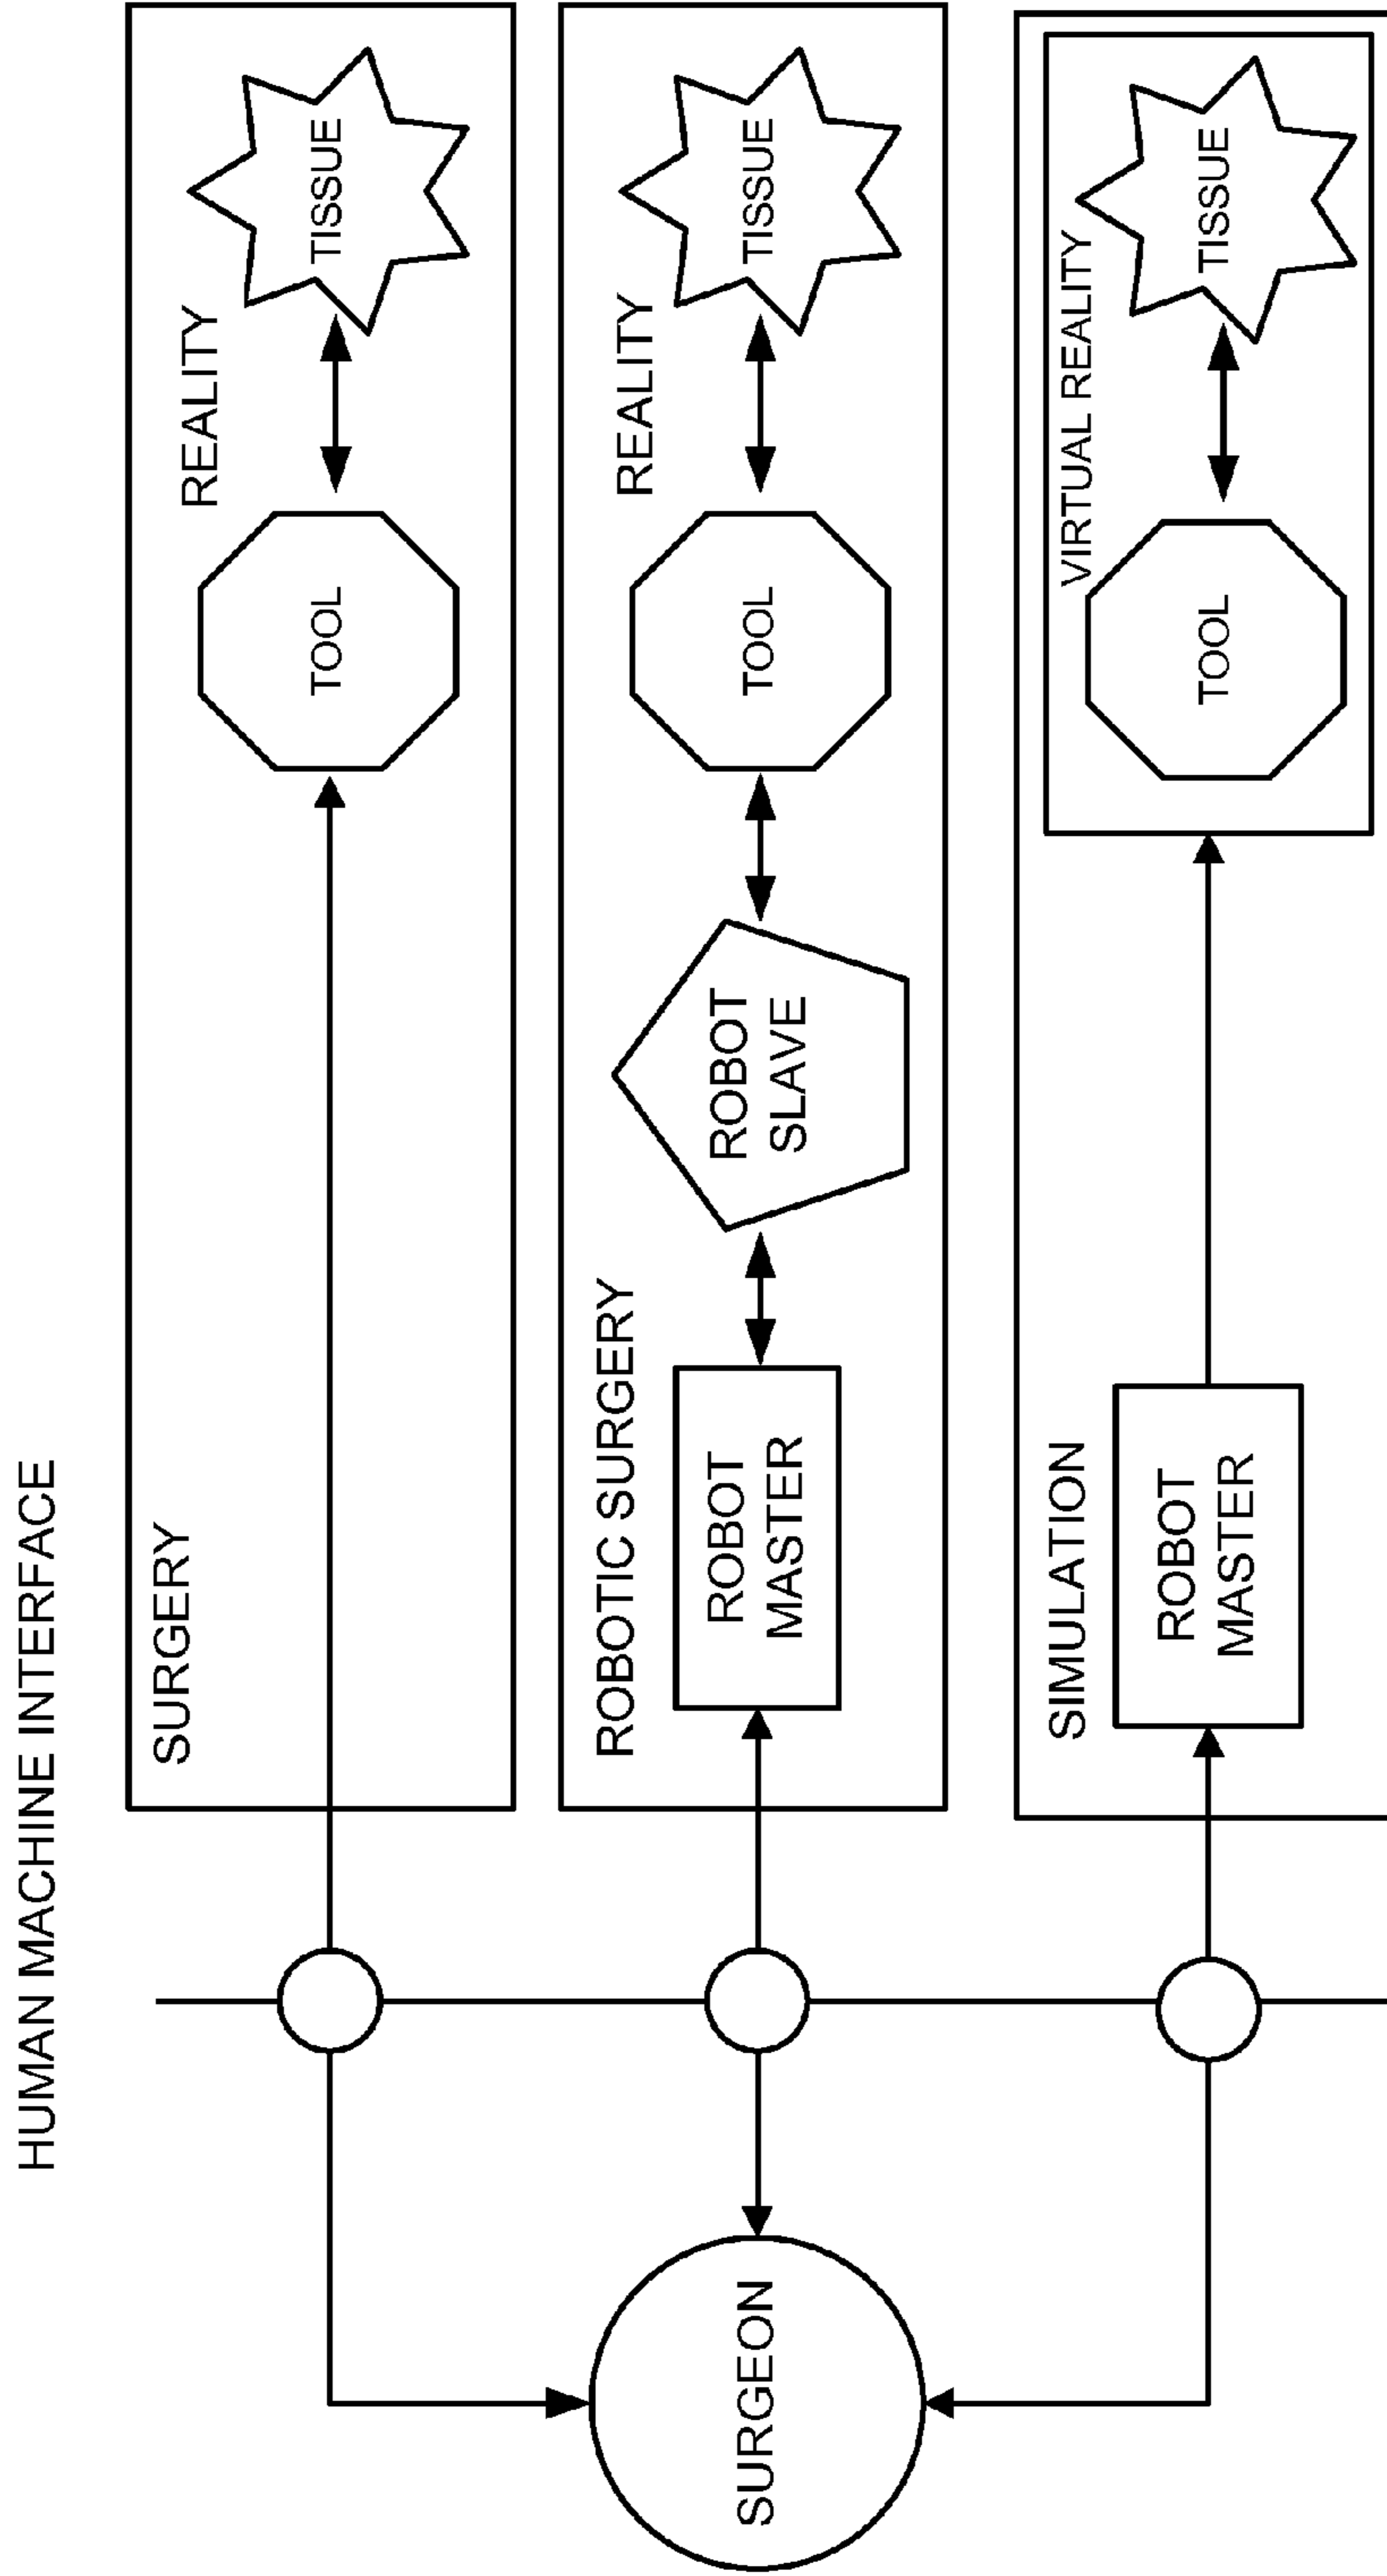 HUMAN MACHINE INTERFACE
SURGERY
REALITY
TOOL
TISSUE
SURGEON
ROBOTIC SURGERY
ROBOT
MASTER
ROBOT
SLAVE
REALITY
TOOL
TISSUE
SIMULATION
ROBOT
MASTER
VIRTUAL REALITY
TOOL
TISSUE